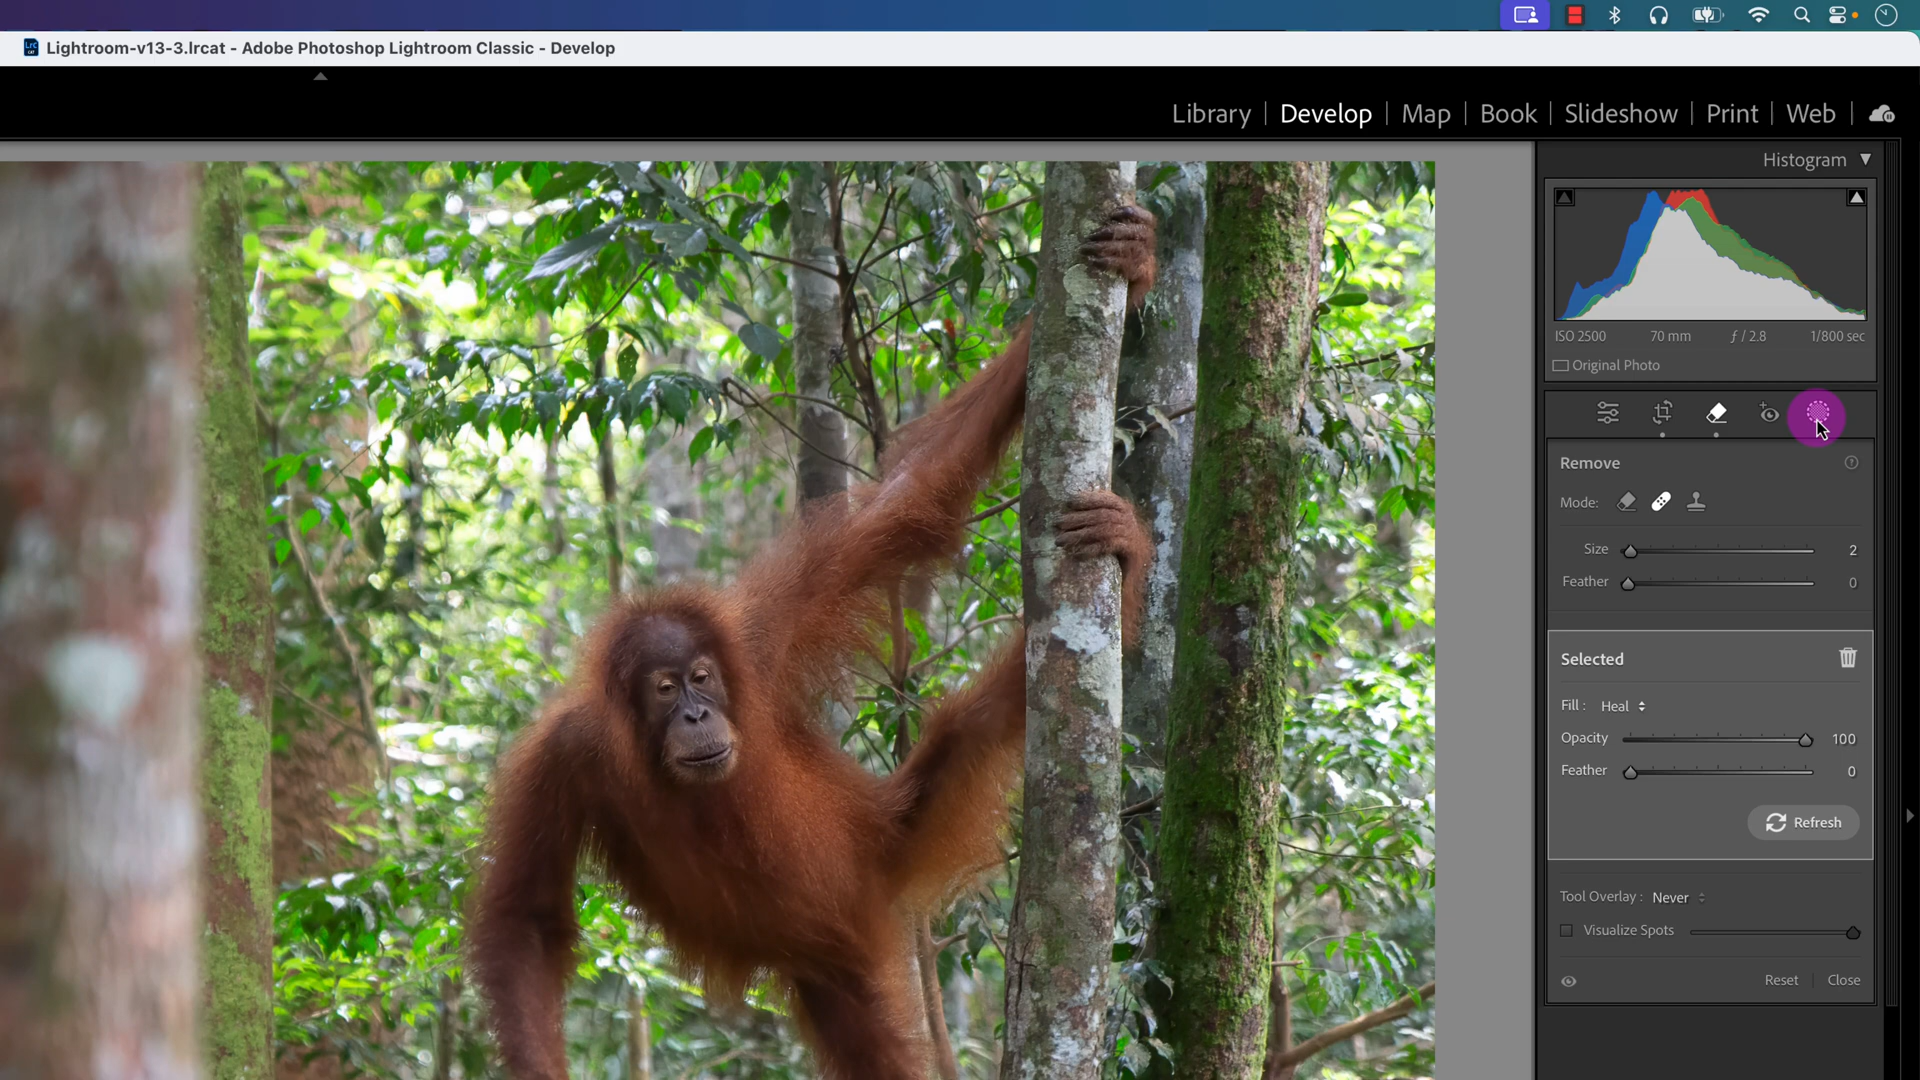 Lightroom-v13-3.lrcat - Adobe Photoshop Lightroom Classic - Develop
Library | Develop | Map | Book | Slideshow | Print | Web
Histogram
ISO 2500 70 mm ƒ / 2.8 1/800 sec
Original Photo
Remove
Mode:
Size 2
Feather 0
Selected
Fill : Heal
Opacity 100
Feather 0
Refresh
Tool Overlay : Never
Visualize Spots
Reset | Close